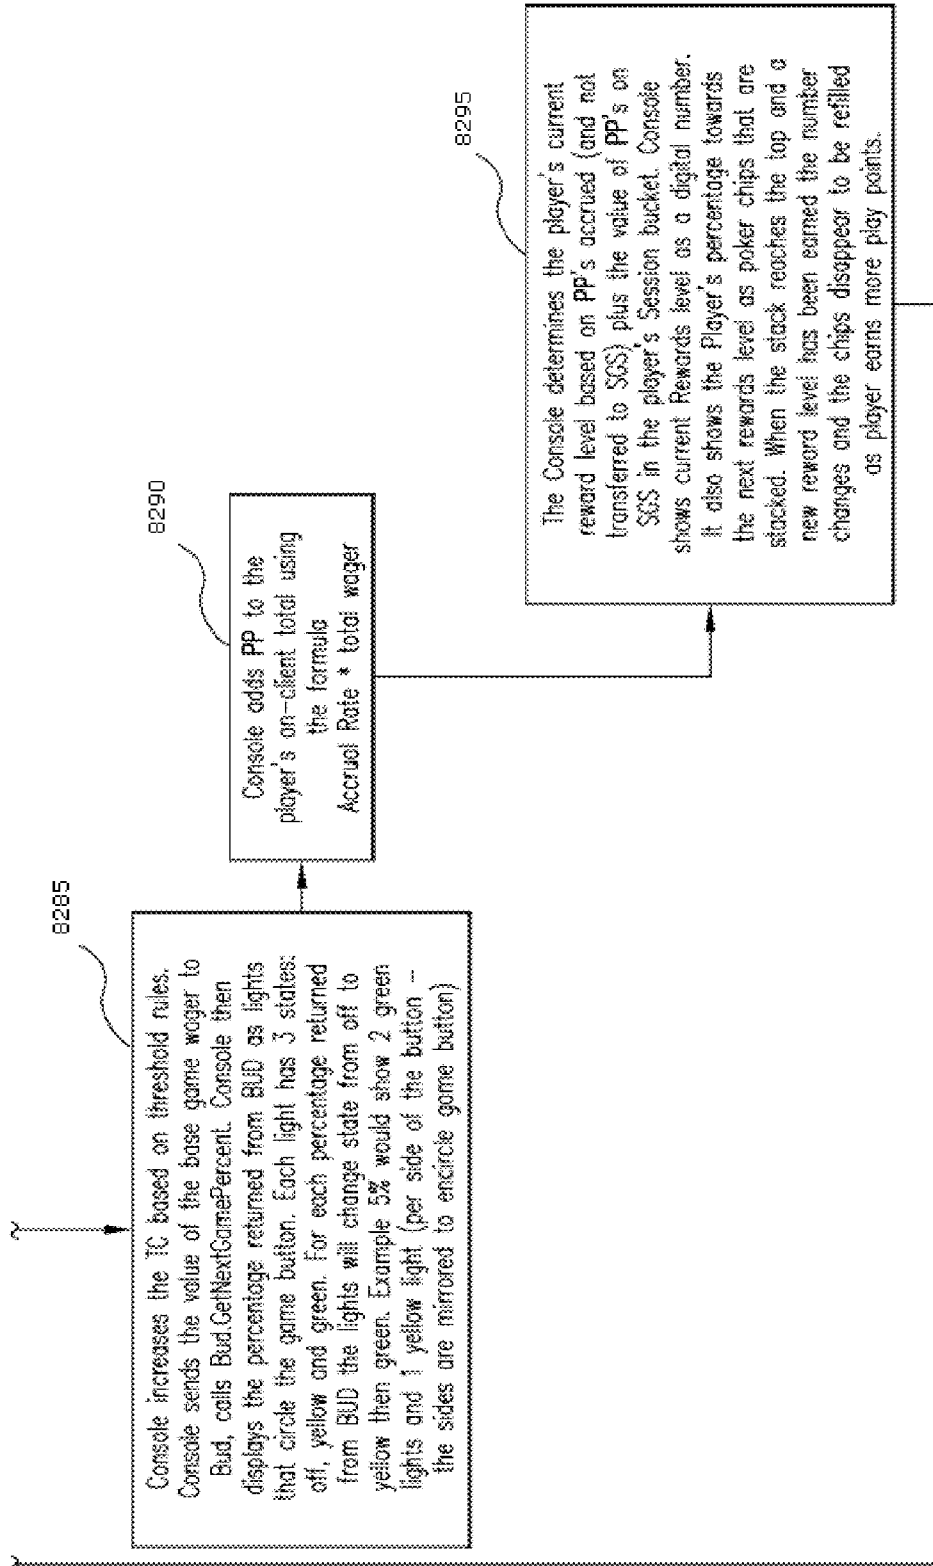 8285
Console increases the TC based on threshold rules.
Console sends the value of the base game wager to
Bud, calls Bud.GetNextGamePercent. Console then
displays the percentage returned from BUD as lights
that circle the game button. Each light has 3 states:
off, yellow and green. For each percentage returned
from BUD the lights will change state from off to
yellow then green. Example 5% would show 2 green
lights and 1 yellow light (per side of the button –
the sides are mirrored to encircle game button)
8290
Console adds PP to the
player's on-client total using
the formula
Accrual Rate * total wager
8295
The Console determines the player's current
reward level based on PP's accrued (and not
transferred to SGS) plus the value of PP's on
SGS in the player's Session bucket. Console
shows current Rewards level as a digital number.
It also shows the Player's percentage towards
the next rewards level as poker chips that are
stacked. When the stack reaches the top and a
new reward level has been earned the number
changes and the chips disappear to be refilled
as player earns more play points.